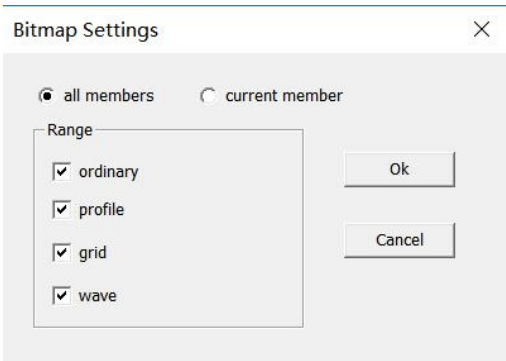 Bitmap Settings
all members current member
Range
ordinary
Ok
profile
Cancel
grid
wave